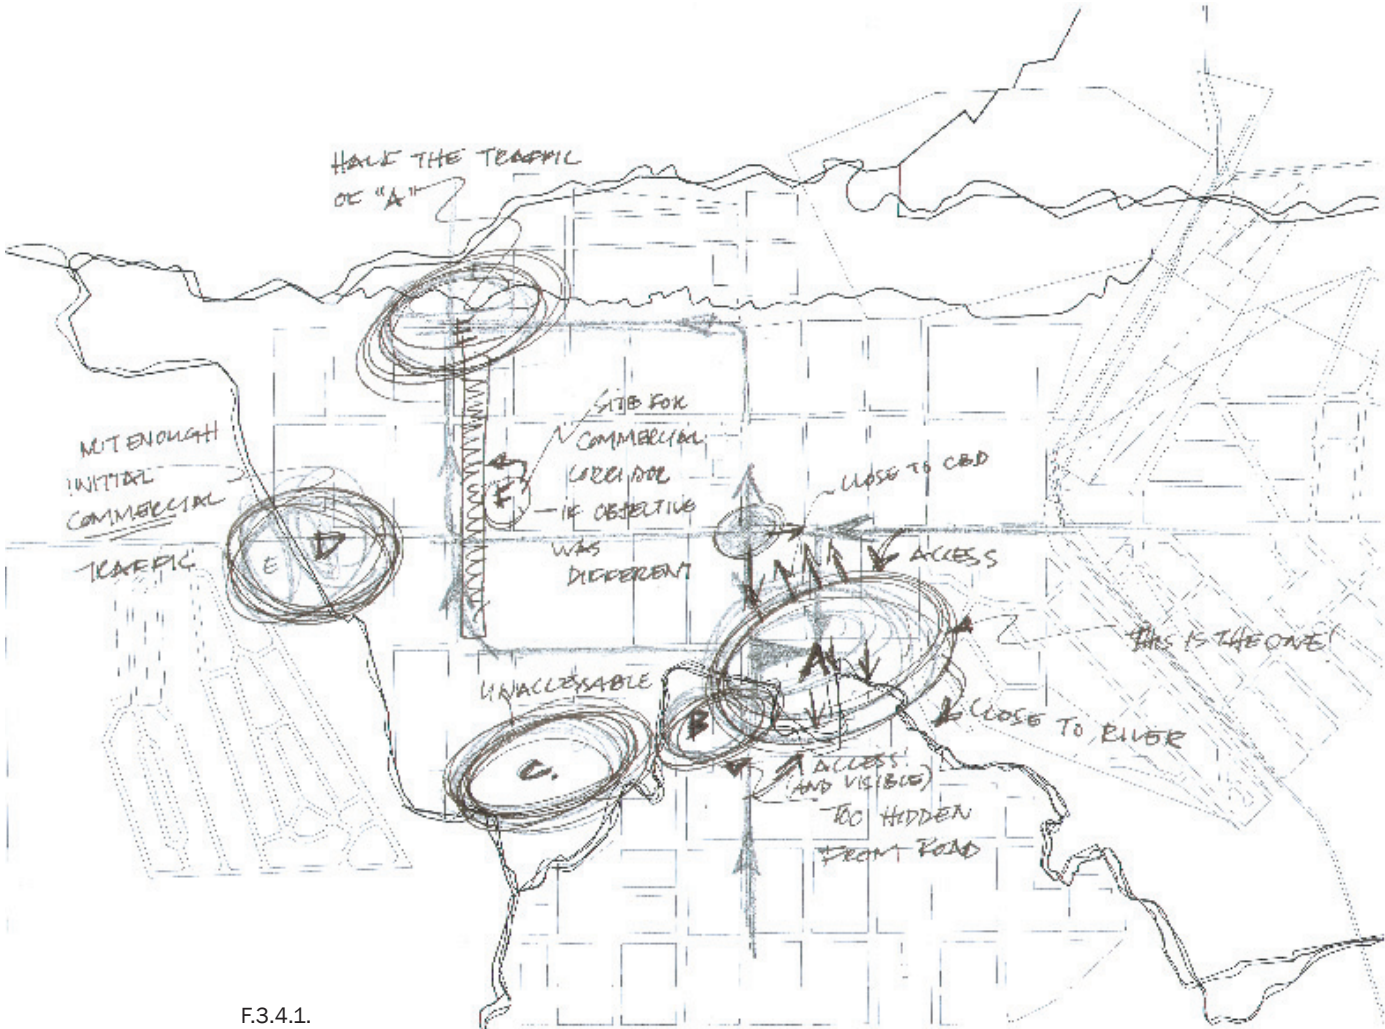 HALF THE TRAFFIC
OF "A"
SITE FOR
COMMERCIAL
CORRIDOR
- IF OBJECTIVE
WAS
DIFFERENT
F
NOT ENOUGH
INITIAL
COMMERCIAL
TRAFFIC
E
D
CLOSE TO CBD
ACCESS
THIS IS THE ONE!
A
UNACCESSABLE
B
C.
CLOSE TO RIVER
ACCESS
(AND VISIBLE)
TOO HIDDEN
FROM ROAD
F.3.4.1.